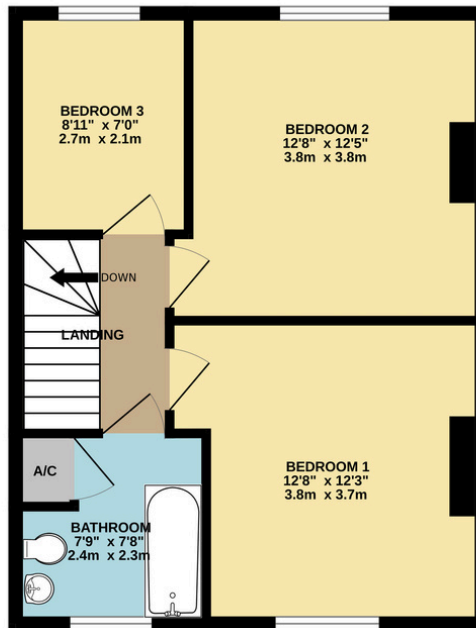 BEDROOM 3
8'11" x 7'0"
2.7m x 2.1m
BEDROOM 2
12'8" x 12'5"
3.8m x 3.8m
DOWN
LANDING
BEDROOM 1
12'8" x 12'3"
3.8m x 3.7m
A/C
BATHROOM
7'9" x 7'8"
2.4m x 2.3m